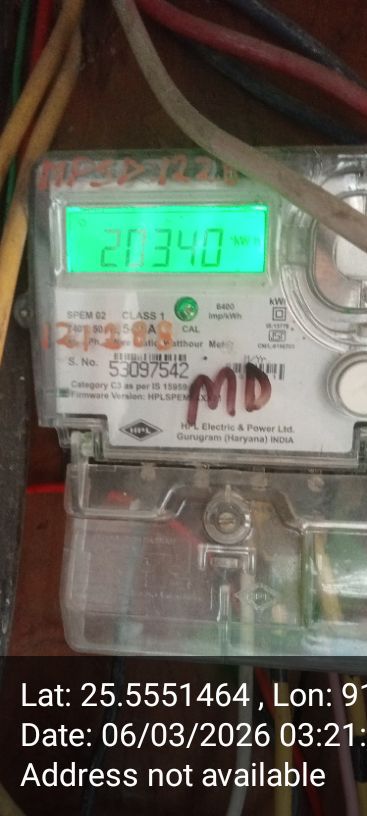 20340 kWh
SPEM 02 CLASS 1 6400 imp/kWh kWh
CAL
S. No. 53097542
Category C3 as per IS 15959
Firmware Version: HPLSPEM
MD
HPL
HPL Electric & Power Ltd.
Gurugram (Haryana) INDIA
HPL
Lat: 25.5551464 , Lon: 91
Date: 06/03/2026 03:21:
Address not available